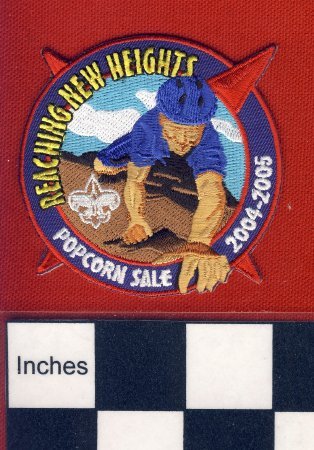 REACHING NEW HEIGHTS
2004-2005
POPCORN SALE
Inches